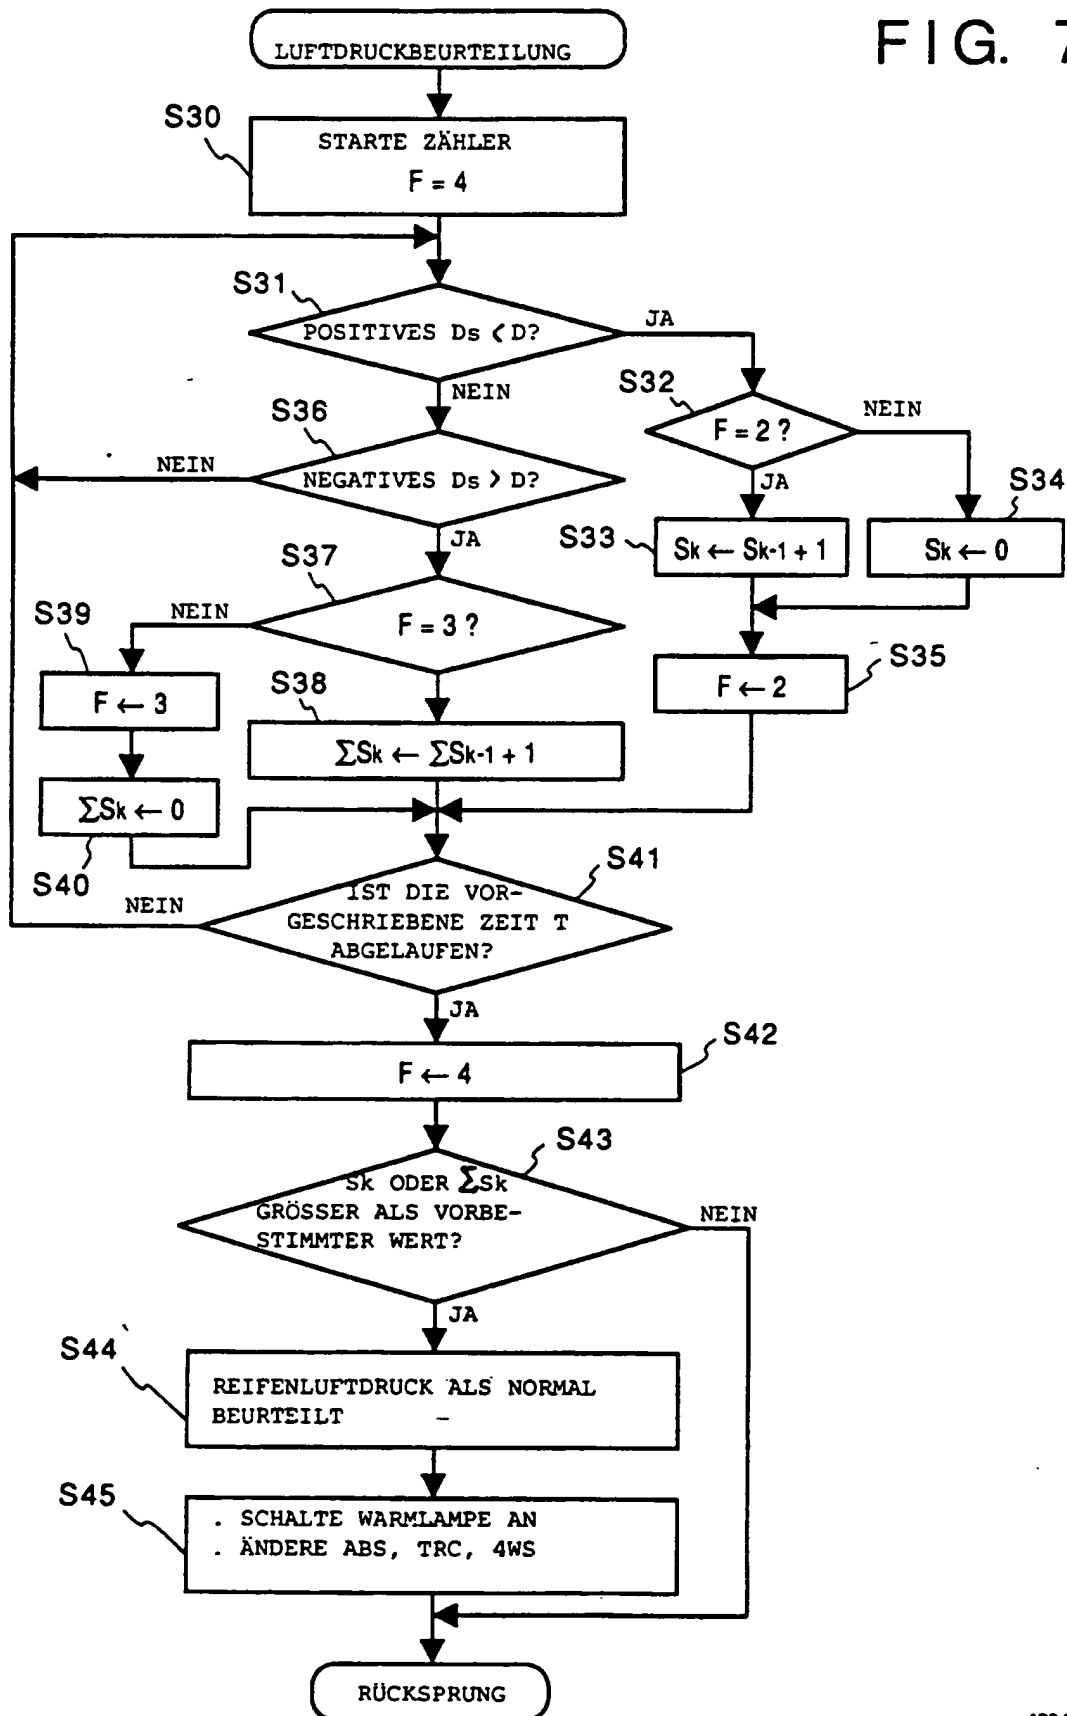 FIG. 7
LUFTDRUCKBEURTEILUNG
S30
STARTE ZÄHLER
F = 4
S31
POSITIVES Ds < D?
JA
NEIN
S32
F = 2 ?
NEIN
JA
S36
NEGATIVES Ds > D?
NEIN
JA
S33
Sk ← Sk-1 + 1
S34
Sk ← 0
S37
F = 3 ?
NEIN
S35
F ← 2
S39
F ← 3
S38
ΣSk ← ΣSk-1 + 1
ΣSk ← 0
S40
S41
IST DIE VOR-
GESCHRIEBENE ZEIT T
ABGELAUFEN?
NEIN
JA
S42
F ← 4
S43
Sk ODER ΣSk
GRÖSSER ALS VORBE-
STIMMTER WERT?
NEIN
JA
S44
REIFENLUFTDRUCK ALS NORMAL
BEURTEILT
S45
. SCHALTE WARMLAMPE AN
. ÄNDERE ABS, TRC, 4WS
RÜCKSPRUNG